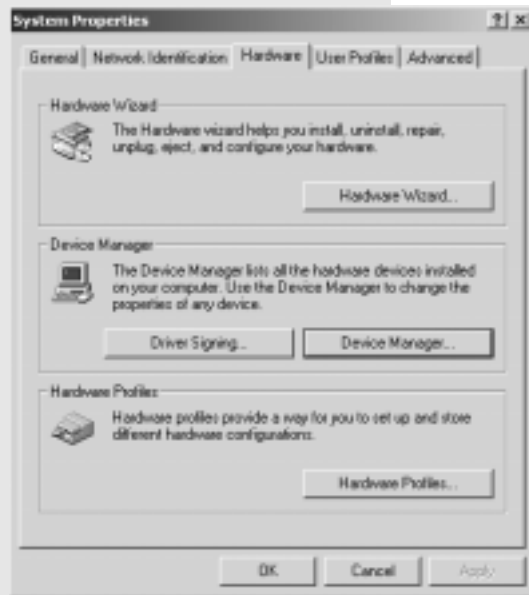 System Properties
General
Network Identification
Hardware
User Profiles
Advanced
Hardware Wizard
The Hardware wizard helps you install, uninstall, repair,
unplug, eject, and configure your hardware.
Hardware Wizard...
Device Manager
The Device Manager lists all the hardware devices installed
on your computer. Use the Device Manager to change the
properties of any device.
Driver Signing...
Device Manager...
Hardware Profiles
Hardware profiles provide a way for you to set up and store
different hardware configurations.
Hardware Profiles...
OK
Cancel
Apply